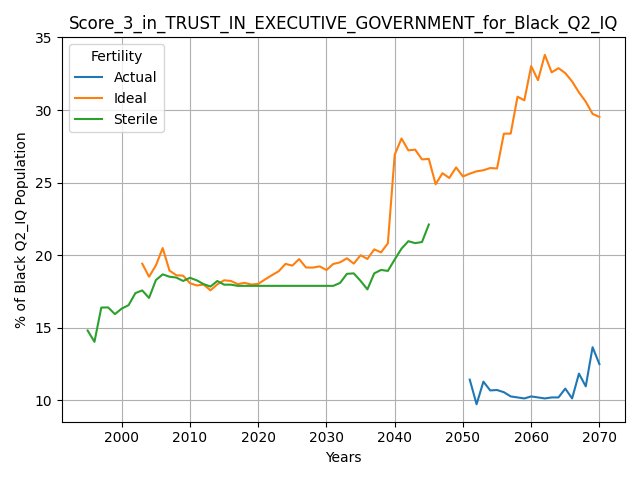 Score_3_in_TRUST_IN_EXECUTIVE_GOVERNMENT_for_Black_Q2_IQ
Fertility
Actual
Ideal
Sterile
% of Black Q2_IQ Population
35
30
25
20
15
10
2000 2010 2020 2030 2040 2050 2060 2070
Years